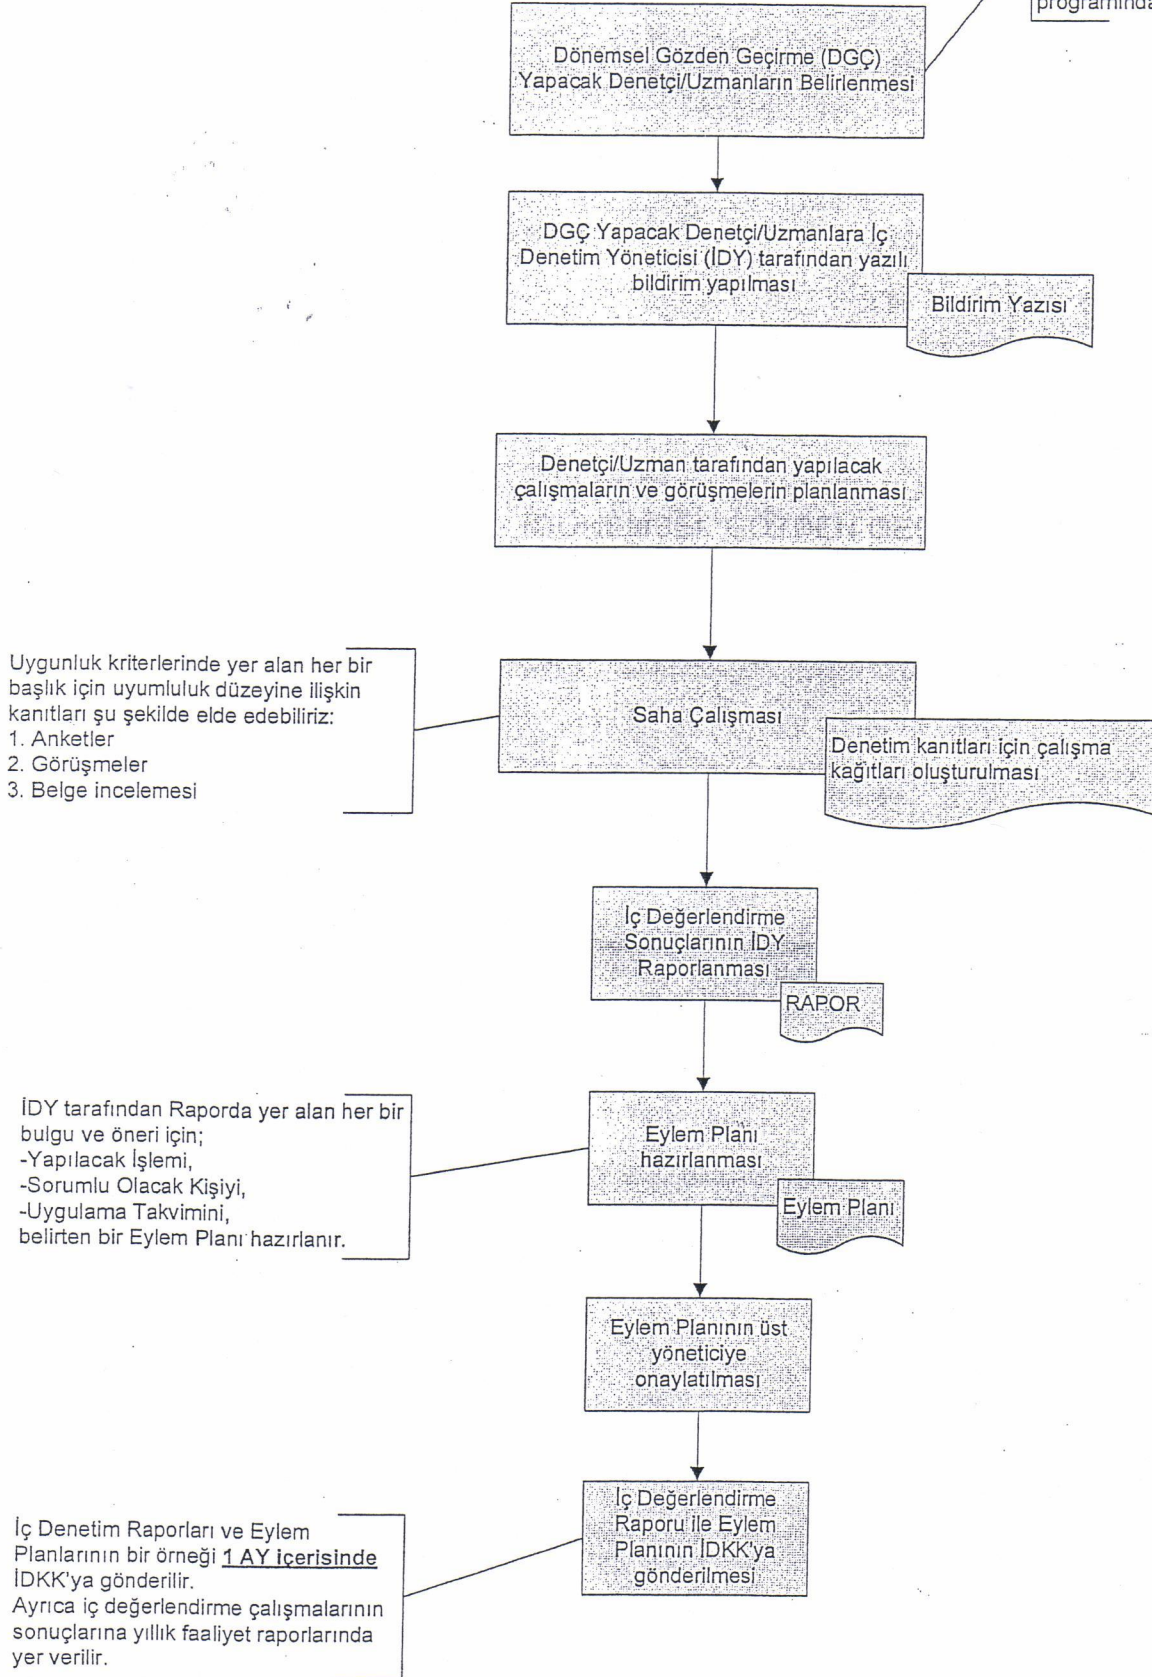 programında
Dönemsel Gözden Geçirme (DGÇ)
Yapacak Denetçi/Uzmanların Belirlenmesi
DGÇ Yapacak Denetçi/Uzmanlara İç
Denetim Yöneticisi (İDY) tarafından yazılı
bildirim yapılması
Bildirim Yazısı
Denetçi/Uzman tarafından yapılacak
çalışmaların ve görüşmelerin planlanması
Uygunluk kriterlerinde yer alan her bir
başlık için uyumluluk düzeyine ilişkin
kanıtları şu şekilde elde edebiliriz:
1. Anketler
2. Görüşmeler
3. Belge incelemesi
Saha Çalışması
Denetim kanıtları için çalışma
kağıtları oluşturulması
İç Değerlendirme
Sonuçlarının İDY
Raporlanması
RAPOR
İDY tarafından Raporda yer alan her bir
bulgu ve öneri için;
-Yapılacak İşlemi,
-Sorumlu Olacak Kişiyi,
-Uygulama Takvimini,
belirten bir Eylem Planı hazırlanır.
Eylem Planı
hazırlanması
Eylem Planı
Eylem Planının üst
yöneticiye
onaylatılması
İç Denetim Raporları ve Eylem
Planlarının bir örneği 1 AY içerisinde
İDKK'ya gönderilir.
Ayrıca iç değerlendirme çalışmalarının
sonuçlarına yıllık faaliyet raporlarında
yer verilir.
İç Değerlendirme
Raporu ile Eylem
Planının İDKK'ya
gönderilmesi